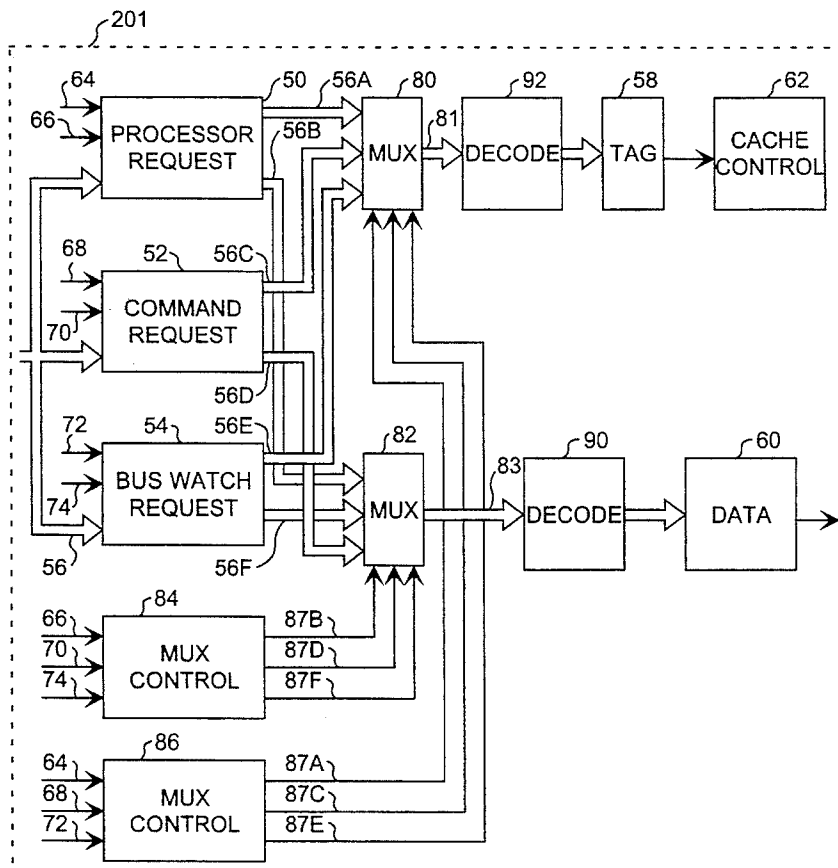 201
64
50
56A
80
92
58
62
66
56B
81
PROCESSOR
REQUEST
MUX
DECODE
TAG
CACHE
CONTROL
68
52
56C
70
COMMAND
REQUEST
56D
72
54
56E
82
83
90
60
74
BUS WATCH
REQUEST
MUX
DECODE
DATA
56
56F
84
66
87B
70
MUX
CONTROL
87D
74
87F
86
64
87A
68
MUX
CONTROL
87C
72
87E